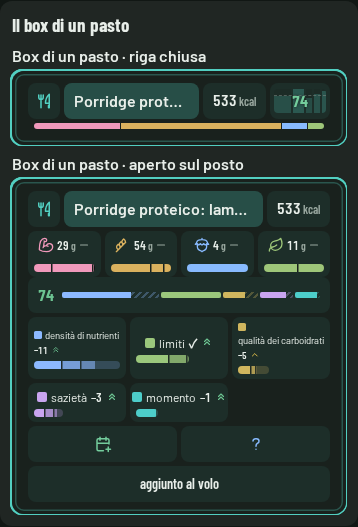 Il box di un pasto
Box di un pasto · riga chiusa
Porridge prot... 533 kcal 74
Box di un pasto · aperto sul posto
Porridge proteico: lam... 533 kcal
29 g — 54 g — 4 g — 11 g —
74
densità di nutrienti
-11
limiti ✓
qualità dei carboidrati
-5
sazietà -3
momento -1
?
aggiunto al volo